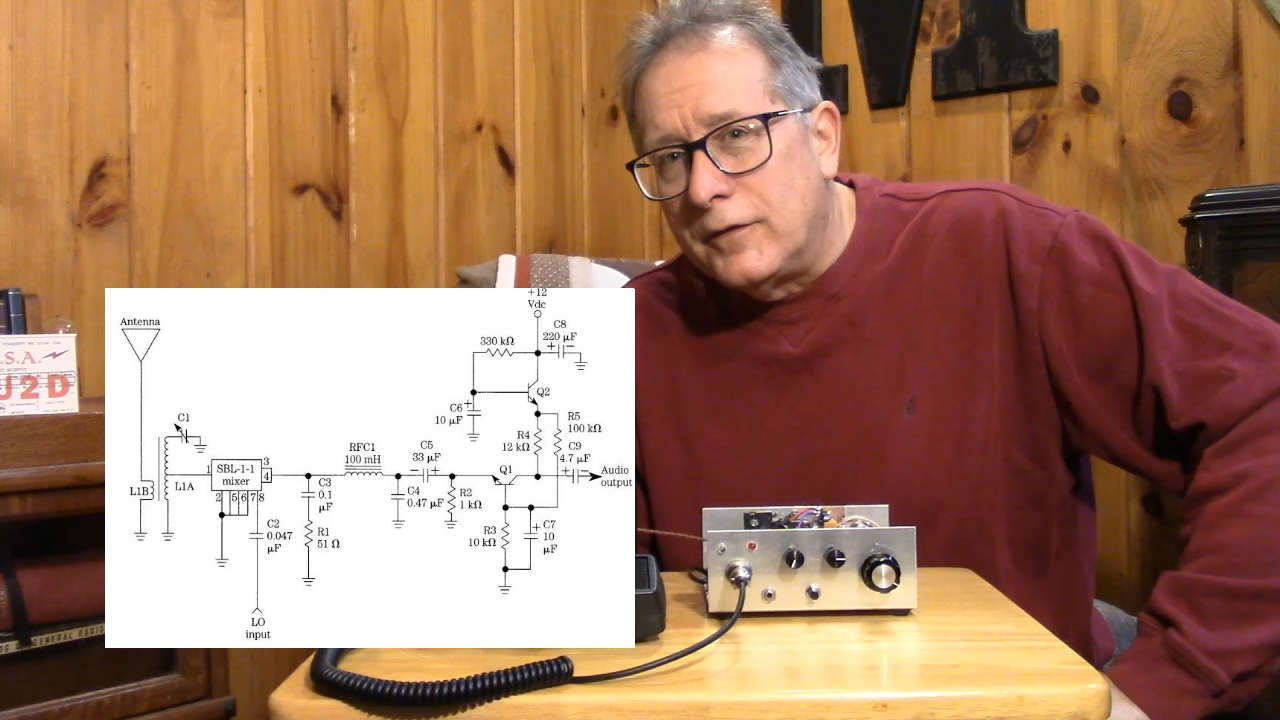 +12
Vdc
C8
220 µF
330 kΩ
Antenna
Q2
C6
10 µF
R5
100 kΩ
R4
12 kΩ
C9
4.7 µF
C1
RFC1
100 mH
C5
33 µF
Q1
Audio
output
1
SBL-1-1
mixer
3
4
2 5 6 7 8
L1B
L1A
C3
0.1
µF
C4
0.47 µF
R2
1 kΩ
C2
0.047
µF
R1
51 Ω
R3
10 kΩ
C7
10
µF
LO
input
.S.A.
U2D
GENERAL RADIO